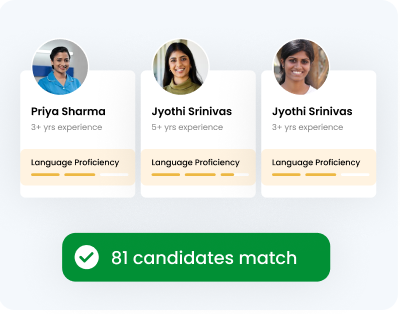 Priya Sharma
3+ yrs experience
Language Proficiency
Jyothi Srinivas
5+ yrs experience
Language Proficiency
Jyothi Srinivas
3+ yrs experience
Language Proficiency
81 candidates match